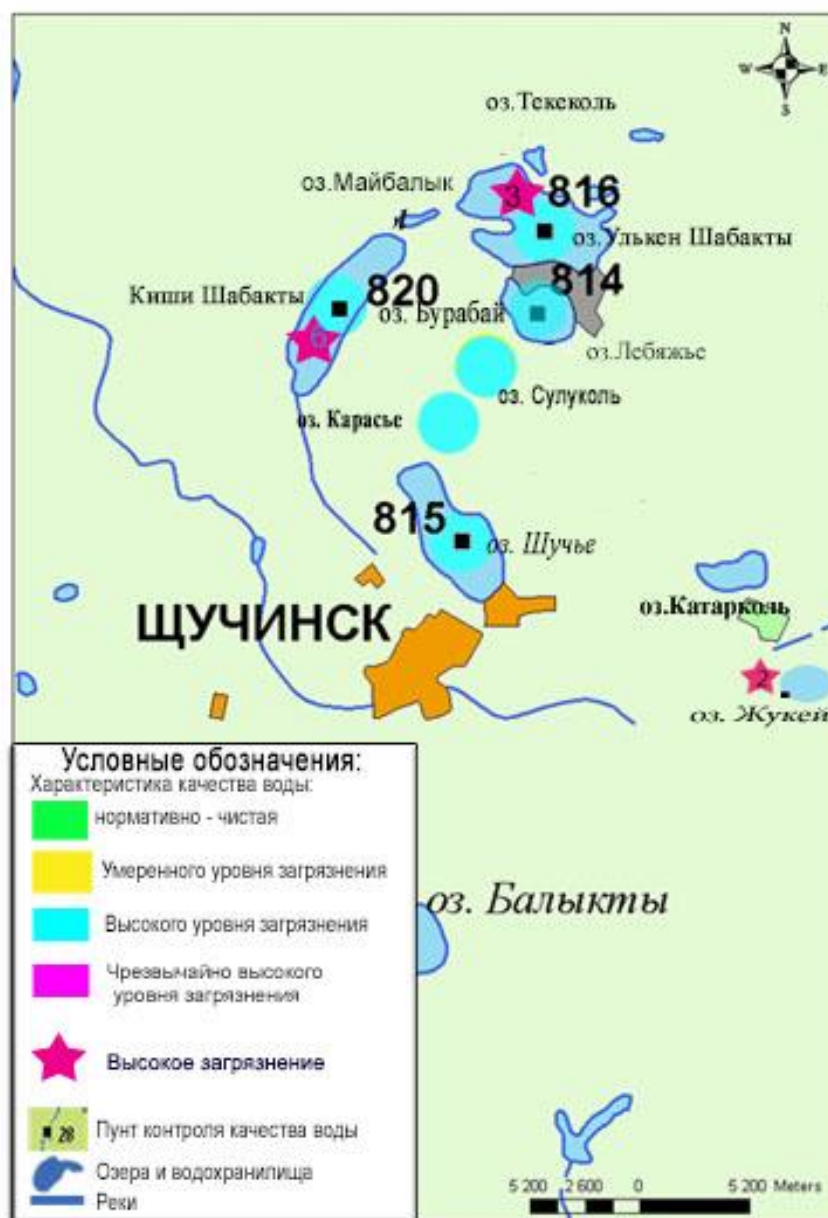 N
W E
S
оз.Текеколь
оз.Майбалык
3 816
оз.Улькен Шабакты
Киши Шабакты 820
814
оз. Бурабай
6
оз.Лебяжье
оз. Сулуколь
оз. Карасье
815
оз. Шучье
ЩУЧИНСК
оз.Катарколь
2
оз. Жукей
Условные обозначения:
Характеристика качества воды:
нормативно - чистая
Умеренного уровня загрязнения
Высокого уровня загрязнения
Чрезвычайно высокого
уровня загрязнения
Высокое загрязнение
28 Пунт контроля качества воды
Озера и водохранилища
Реки
оз. Балыкты
5 200 2 600 0 5 200 Meters